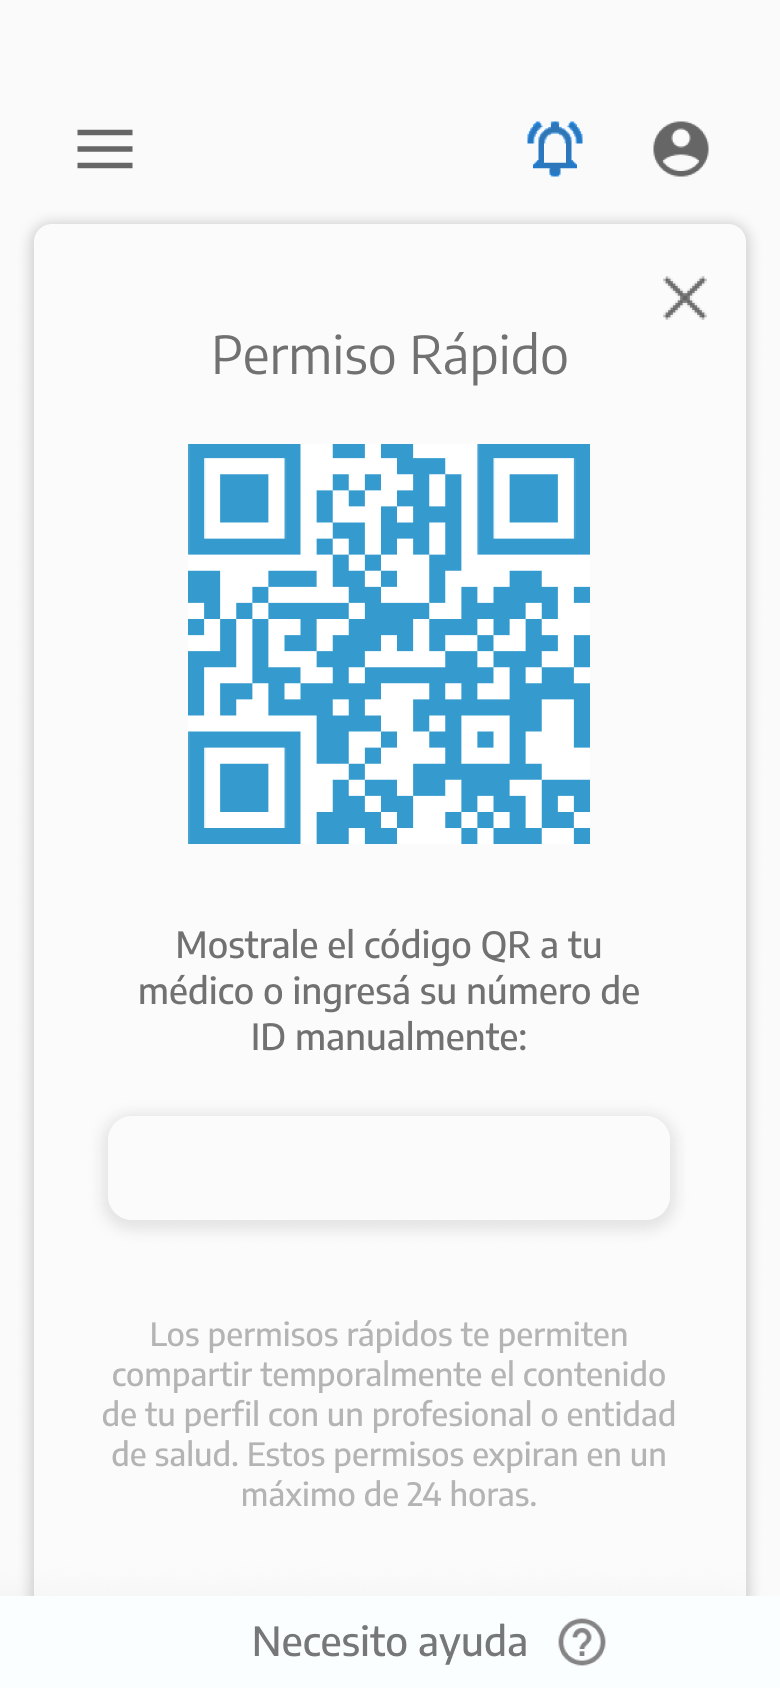 Permiso Rápido
Mostrale el código QR a tu
médico o ingresá su número de
ID manualmente:
Los permisos rápidos te permiten
compartir temporalmente el contenido
de tu perfil con un profesional o entidad
de salud. Estos permisos expiran en un
máximo de 24 horas.
Necesito ayuda